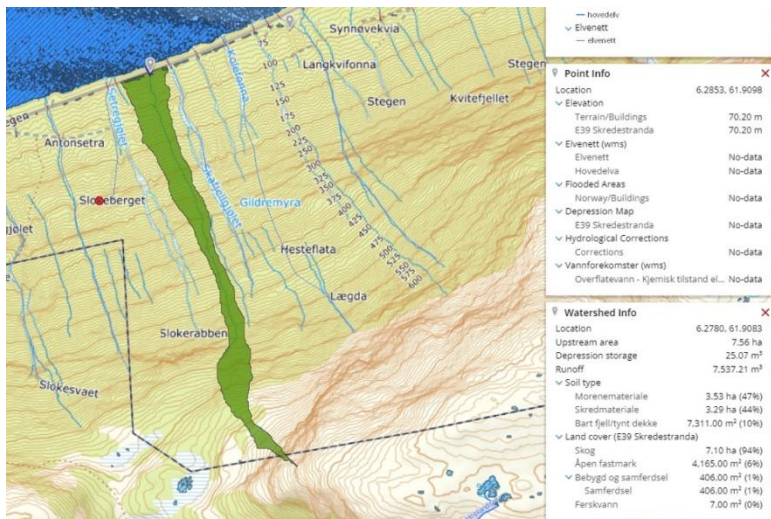 Synnøvekvia
Langkvifonna
Stegen
Stegen
Kvitefjellet
Antonsetra
Setregjølet
Skafjellgjølet
75
100
125
150
175
200
225
250
300
325
350
375
400
425
450
475
500
525
550
575
600
Gildremyra
Hesteflata
Lægda
Slokerabben
Slokesvaet
hovedelv
Elvenett
elvenett
Point Info
Location 6.2853, 61.9098
Elevation
Terrain/Buildings 70.20 m
E39 Skredestranda 70.20 m
Elvenett (wms)
Elvenett No-data
Hovedelva No-data
Flooded Areas
Norway/Buildings No-data
Depression Map
E39 Skredestranda No-data
Hydrological Corrections
Corrections No-data
Vannforekomster (wms)
Overflatevann - Kjemisk tilstand el... No-data
Watershed Info
Location 6.2780, 61.9083
Upstream area 7.56 ha
Depression storage 25.07 m³
Runoff 7,537.21 m³
Soil type
Morenemateriale 3.53 ha (47%)
Skredmateriale 3.29 ha (44%)
Bart fjell/tynt dekke 7,311.00 m² (10%)
Land cover (E39 Skredestranda)
Skog 7.10 ha (94%)
Åpen fastmark 4,165.00 m² (6%)
Bebygd og samferdsel 406.00 m² (1%)
Samferdsel 406.00 m² (1%)
Ferskvann 7.00 m² (0%)